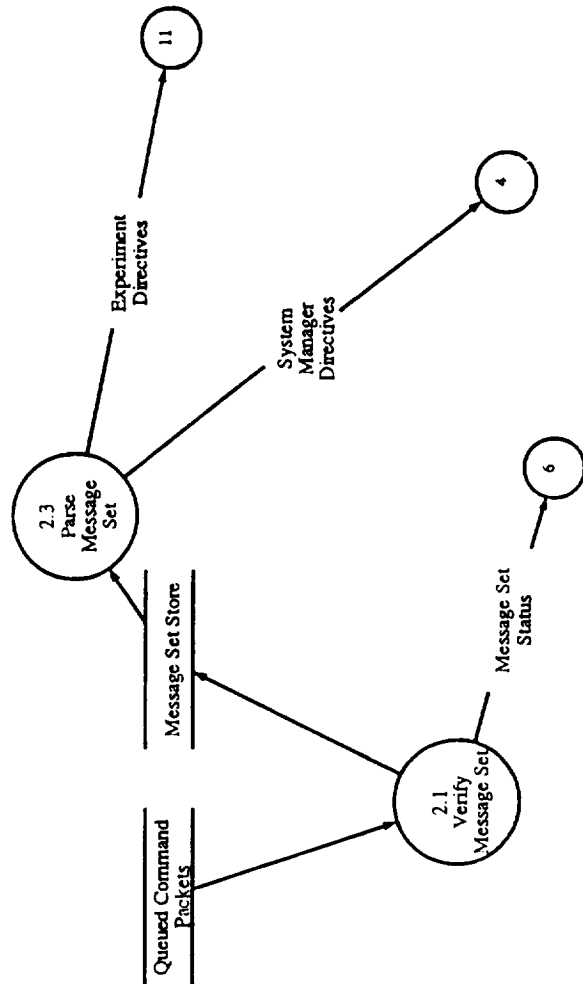 Queued Command
Packets
2.1
Verify
Message Set
Message Set Store
Message Set
Status
6
2.3
Parse
Message
Set
System
Manager
Directives
4
Experiment
Directives
11